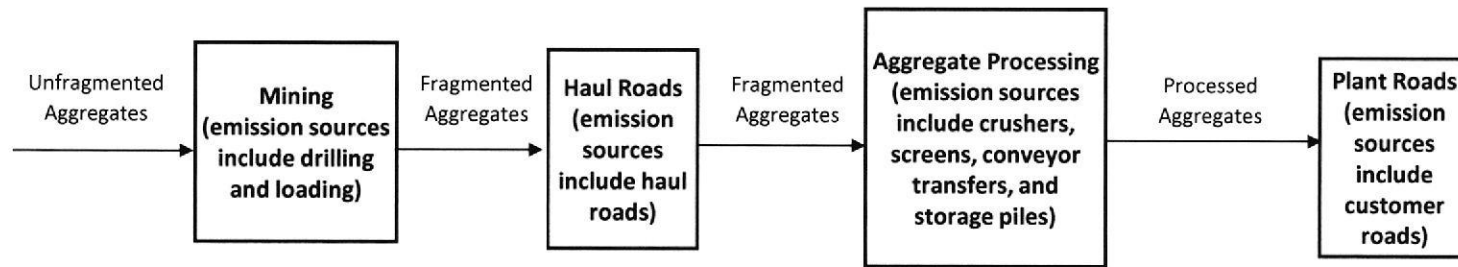 Unfragmented
Aggregates
Mining
(emission sources
include drilling
and loading)
Fragmented
Aggregates
Haul Roads
(emission
sources
include haul
roads)
Fragmented
Aggregates
Aggregate Processing
(emission sources
include crushers,
screens, conveyor
transfers, and
storage piles)
Processed
Aggregates
Plant Roads
(emission
sources
include
customer
roads)